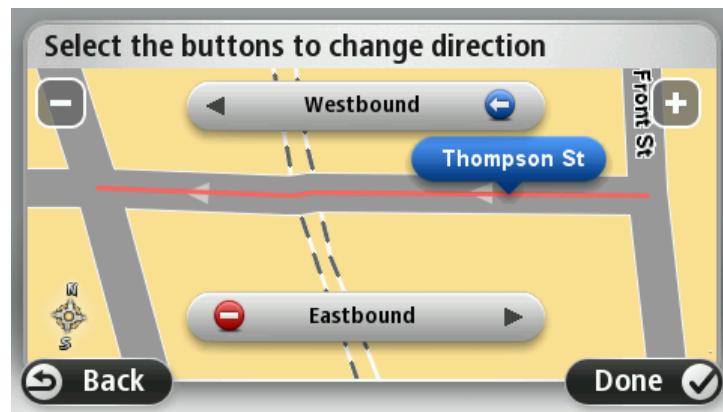 Select the buttons to change direction
Westbound
Front St
Thompson St
N
S
Eastbound
Back
Done